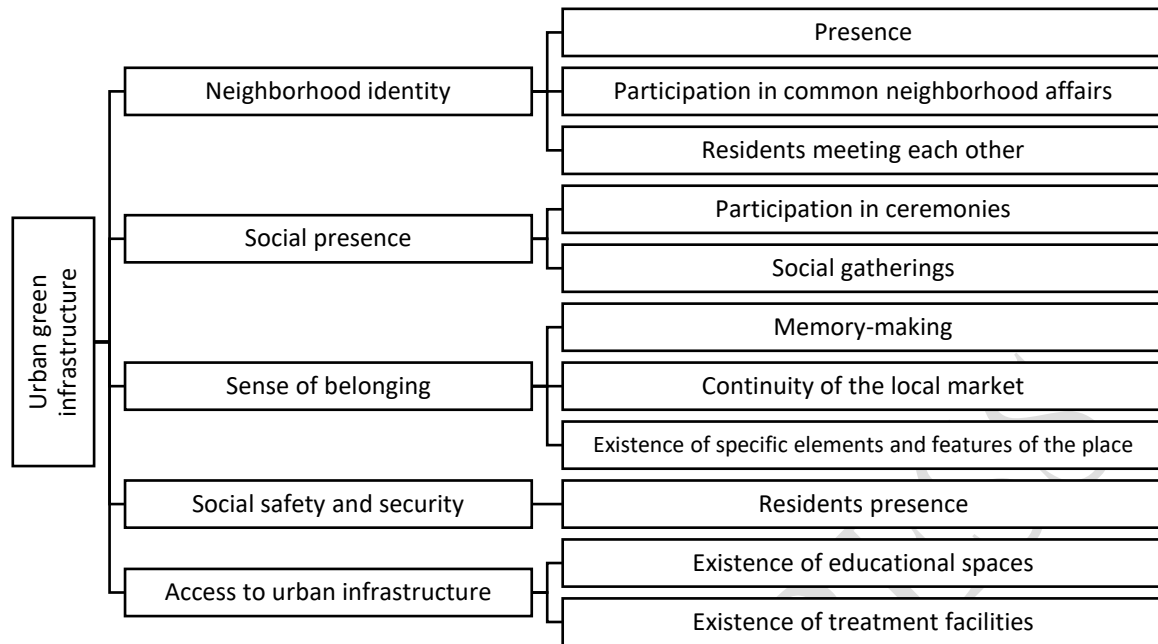 Urban green
infrastructure
Neighborhood identity
Presence
Participation in common neighborhood affairs
Residents meeting each other
Social presence
Participation in ceremonies
Social gatherings
Sense of belonging
Memory-making
Continuity of the local market
Existence of specific elements and features of the place
Social safety and security
Residents presence
Access to urban infrastructure
Existence of educational spaces
Existence of treatment facilities